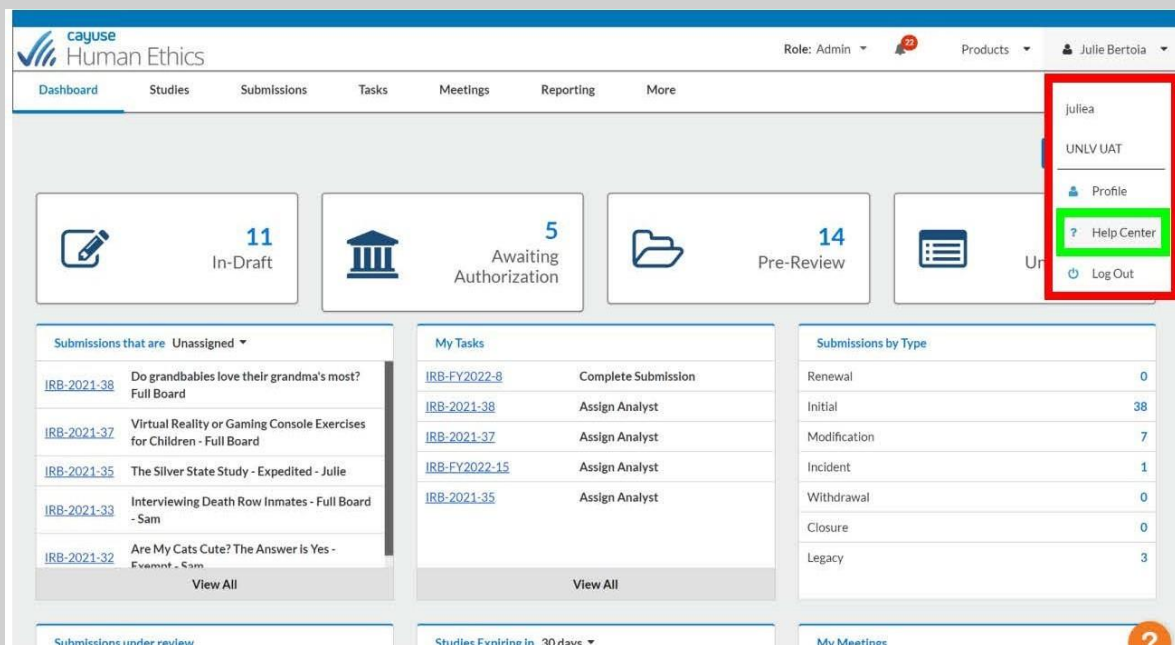 cayuse
Human Ethics
Role: Admin
22
Products
Julie Bertoia
Dashboard
Studies
Submissions
Tasks
Meetings
Reporting
More
juliea
UNLV UAT
Profile
? Help Center
Log Out
11
In-Draft
5
Awaiting
Authorization
14
Pre-Review
Submissions that are Unassigned
IRB-2021-38
Do grandbabies love their grandma's most?
Full Board
IRB-2021-37
Virtual Reality or Gaming Console Exercises
for Children - Full Board
IRB-2021-35
The Silver State Study - Expedited - Julie
IRB-2021-33
Interviewing Death Row Inmates - Full Board
- Sam
IRB-2021-32
Are My Cats Cute? The Answer is Yes -
Exempt - Sam
View All
My Tasks
IRB-FY2022-8 Complete Submission
IRB-2021-38 Assign Analyst
IRB-2021-37 Assign Analyst
IRB-FY2022-15 Assign Analyst
IRB-2021-35 Assign Analyst
View All
Submissions by Type
Renewal 0
Initial 38
Modification 7
Incident 1
Withdrawal 0
Closure 0
Legacy 3
Submissions under review
Studies Expiring in 30 days
My Meetings
?